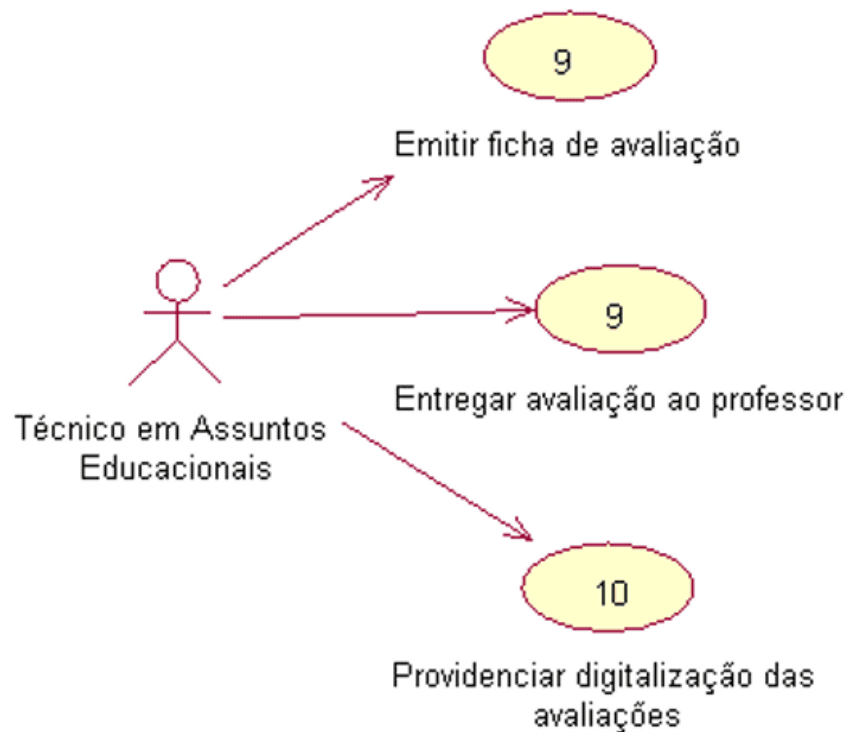 9
Emitir ficha de avaliação
9
Entregar avaliação ao professor
Técnico em Assuntos
Educacionais
10
Providenciar digitalização das
avaliações